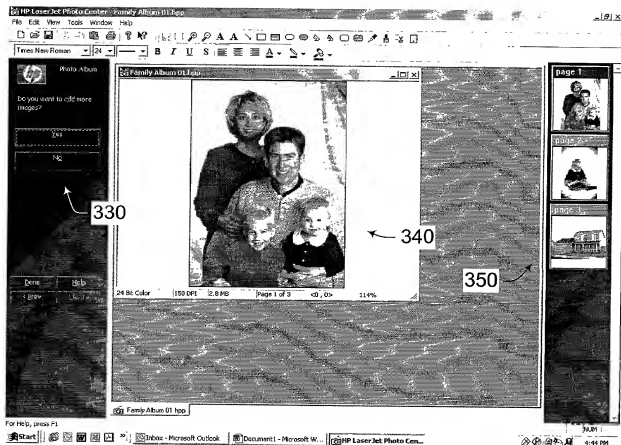 HP LaserJet Photo Center - Family Album 01.hpp
File Edit View Tools Window Help
Times New Roman 24 B I U S A
Photo Album
Do you want to add more
images?
Yes
No
330
Done Help
< Prev
Family Album 01.hpp
340
24 Bit Color 150 DPI 2.8 MB Page 1 of 3 <0, 0> 114%
page 1
page 2
page 3
350
Family Album 01.hpp
For Help, press F1
NUM
Start Inbox - Microsoft Outlook Document1 - Microsoft W... HP LaserJet Photo Cen... 4:44 PM